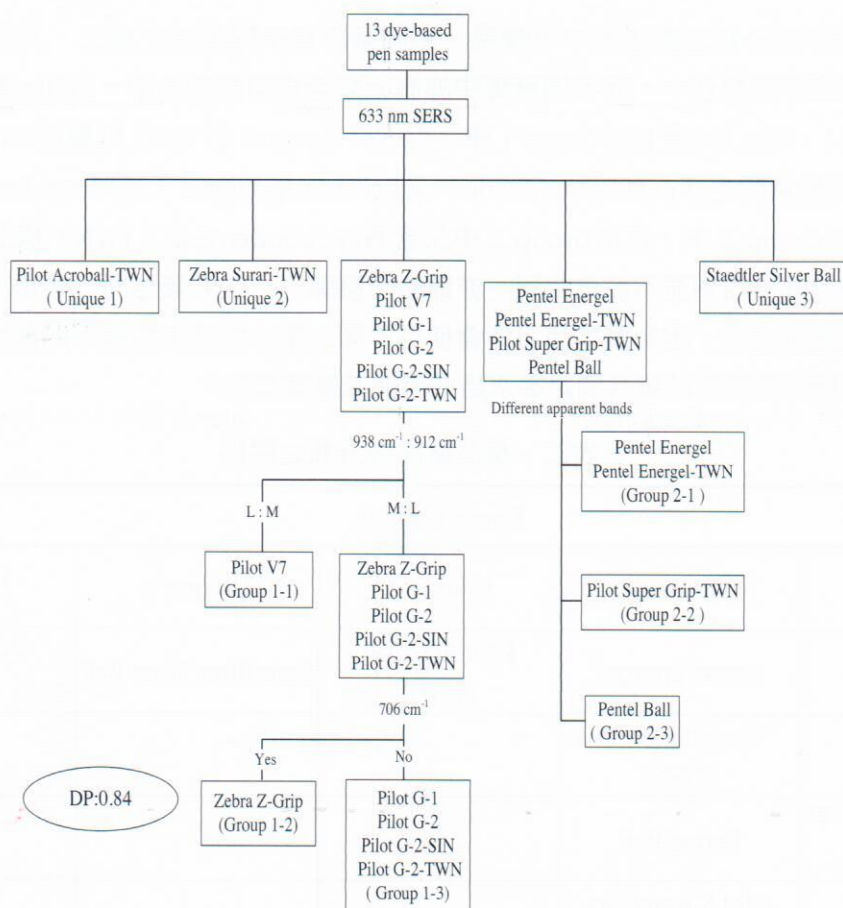 13 dye-based
pen samples
633 nm SERS
Pilot Acroball-TWN
( Unique 1)
Zebra Surari-TWN
(Unique 2)
Zebra Z-Grip
Pilot V7
Pilot G-1
Pilot G-2
Pilot G-2-SIN
Pilot G-2-TWN
Pentel Energel
Pentel Energel-TWN
Pilot Super Grip-TWN
Pentel Ball
Staedtler Silver Ball
( Unique 3)
938 cm⁻¹ : 912 cm⁻¹
L : M
M : L
Pilot V7
(Group 1-1)
Zebra Z-Grip
Pilot G-1
Pilot G-2
Pilot G-2-SIN
Pilot G-2-TWN
706 cm⁻¹
Yes
No
Zebra Z-Grip
(Group 1-2)
Pilot G-1
Pilot G-2
Pilot G-2-SIN
Pilot G-2-TWN
( Group 1-3)
Different apparent bands
Pentel Energel
Pentel Energel-TWN
(Group 2-1 )
Pilot Super Grip-TWN
(Group 2-2 )
Pentel Ball
( Group 2-3)
DP:0.84